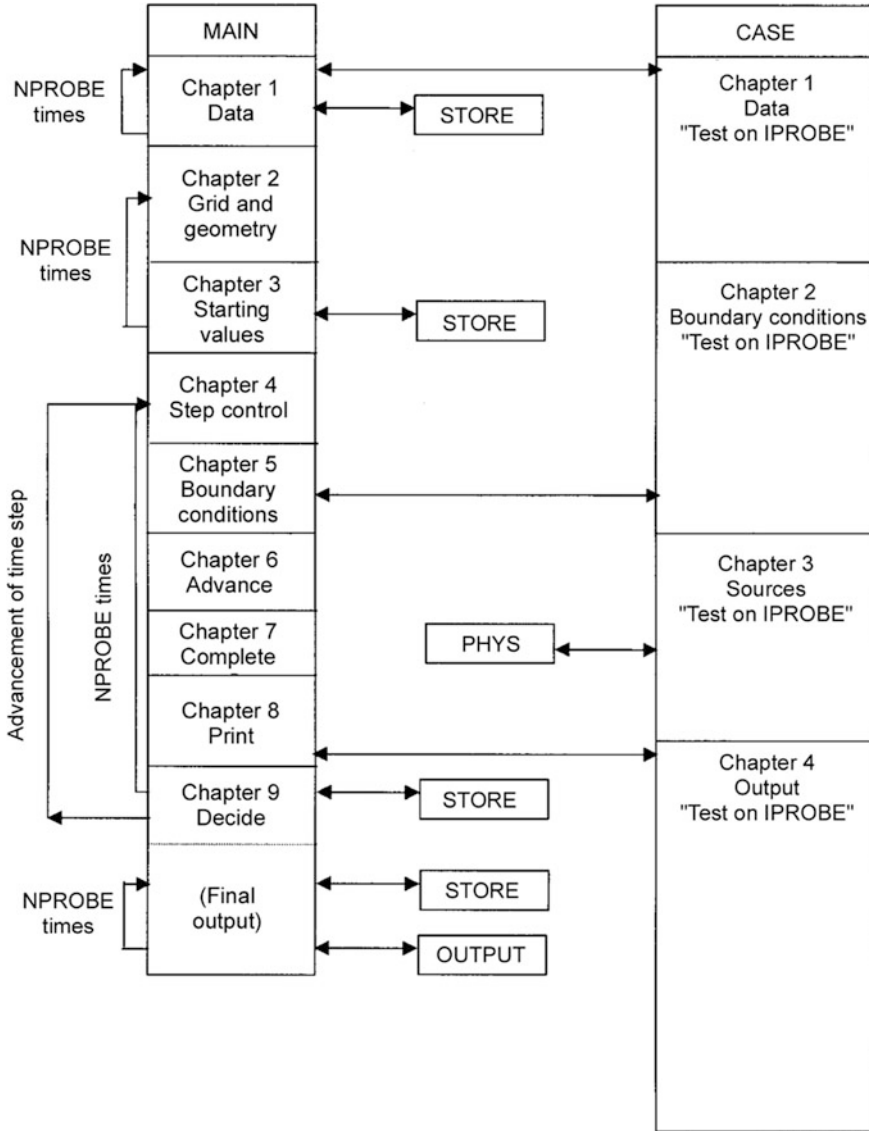 MAIN
Chapter 1
Data
Chapter 2
Grid and
geometry
Chapter 3
Starting
values
Chapter 4
Step control
Chapter 5
Boundary
conditions
Chapter 6
Advance
Chapter 7
Complete
Chapter 8
Print
Chapter 9
Decide
(Final
output)
NPROBE
times
NPROBE
times
Advancement of time step
NPROBE times
NPROBE
times
STORE
STORE
PHYS
STORE
STORE
OUTPUT
CASE
Chapter 1
Data
"Test on IPROBE"
Chapter 2
Boundary conditions
"Test on IPROBE"
Chapter 3
Sources
"Test on IPROBE"
Chapter 4
Output
"Test on IPROBE"